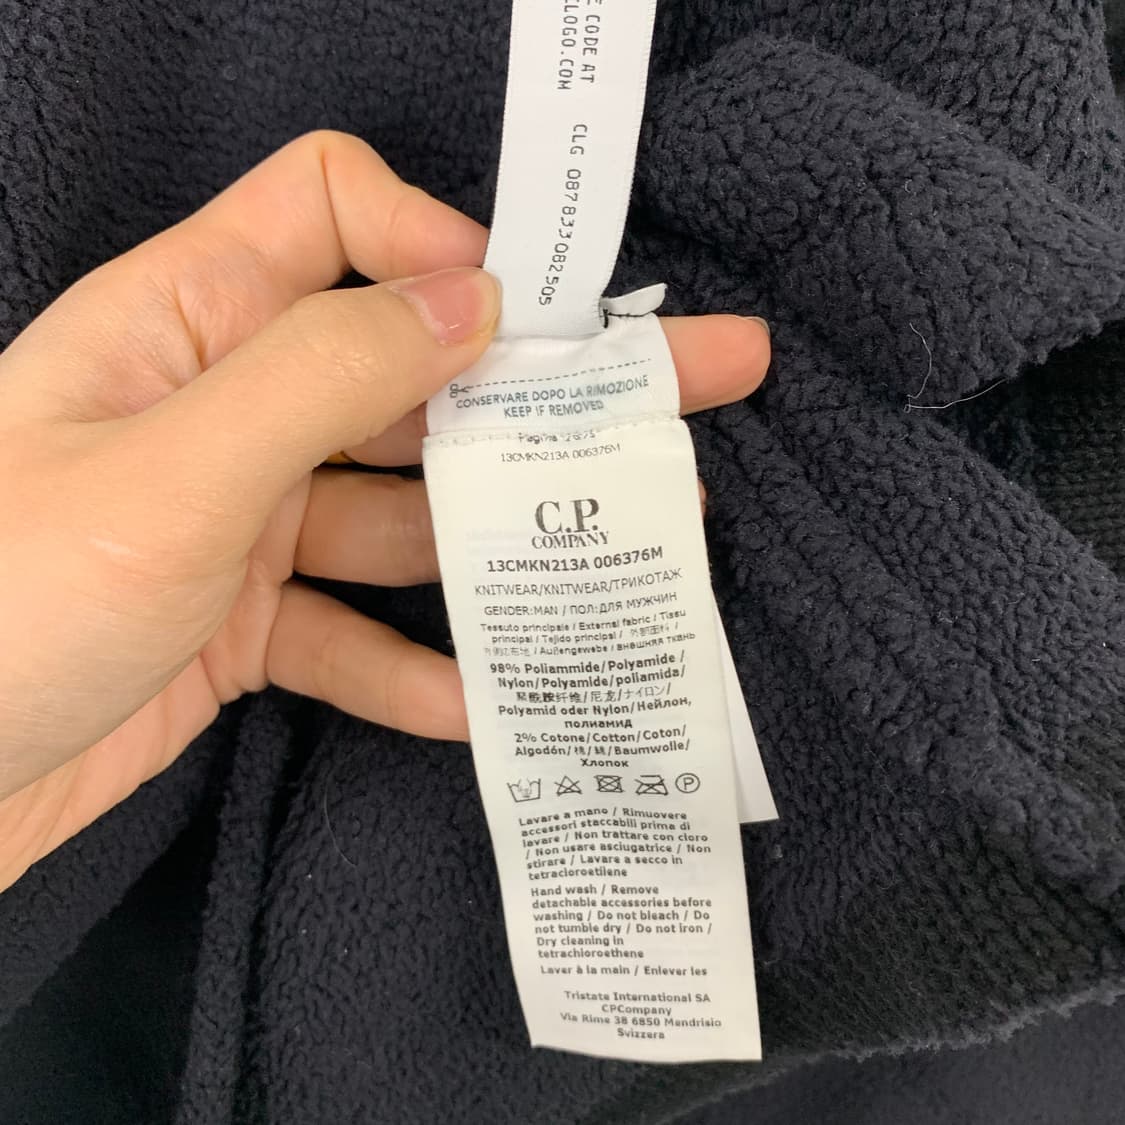 E CODE AT
CLOGO.COM
CLG 087833082505
CONSERVARE DOPO LA RIMOZIONE
KEEP IF REMOVED
13CMKN213A 006376M
C.P.
COMPANY
13CMKN213A 006376M
KNITWEAR/KNITWEAR/ТРИКОТАЖ
GENDER:MAN / ПОЛ:ДЛЯ МУЖЧИН
Tessuto principale / External fabric / Tissu
principal / Tejido principal / 外部面料 /
/ Außengewebe / внешняя ткань
98% Poliammide/Polyamide /
Nylon/Polyamide/poliamida/
聚酰胺纤维/尼龙/ナイロン/
Polyamid oder Nylon/Нейлон,
полиамид
2% Cotone/Cotton/Coton/
Algodón/棉/綿/Baumwolle/
Хлопок
P
Lavare a mano / Rimuovere
accessori staccabili prima di
lavare / Non trattare con cloro
/ Non usare asciugatrice / Non
stirare / Lavare a secco in
tetracloroetilene
Hand wash / Remove
detachable accessories before
washing / Do not bleach / Do
not tumble dry / Do not iron /
Dry cleaning in
tetrachloroethene
Laver à la main / Enlever les
Tristate International SA
CPCompany
Via Rime 38 6850 Mendrisio
Svizzera